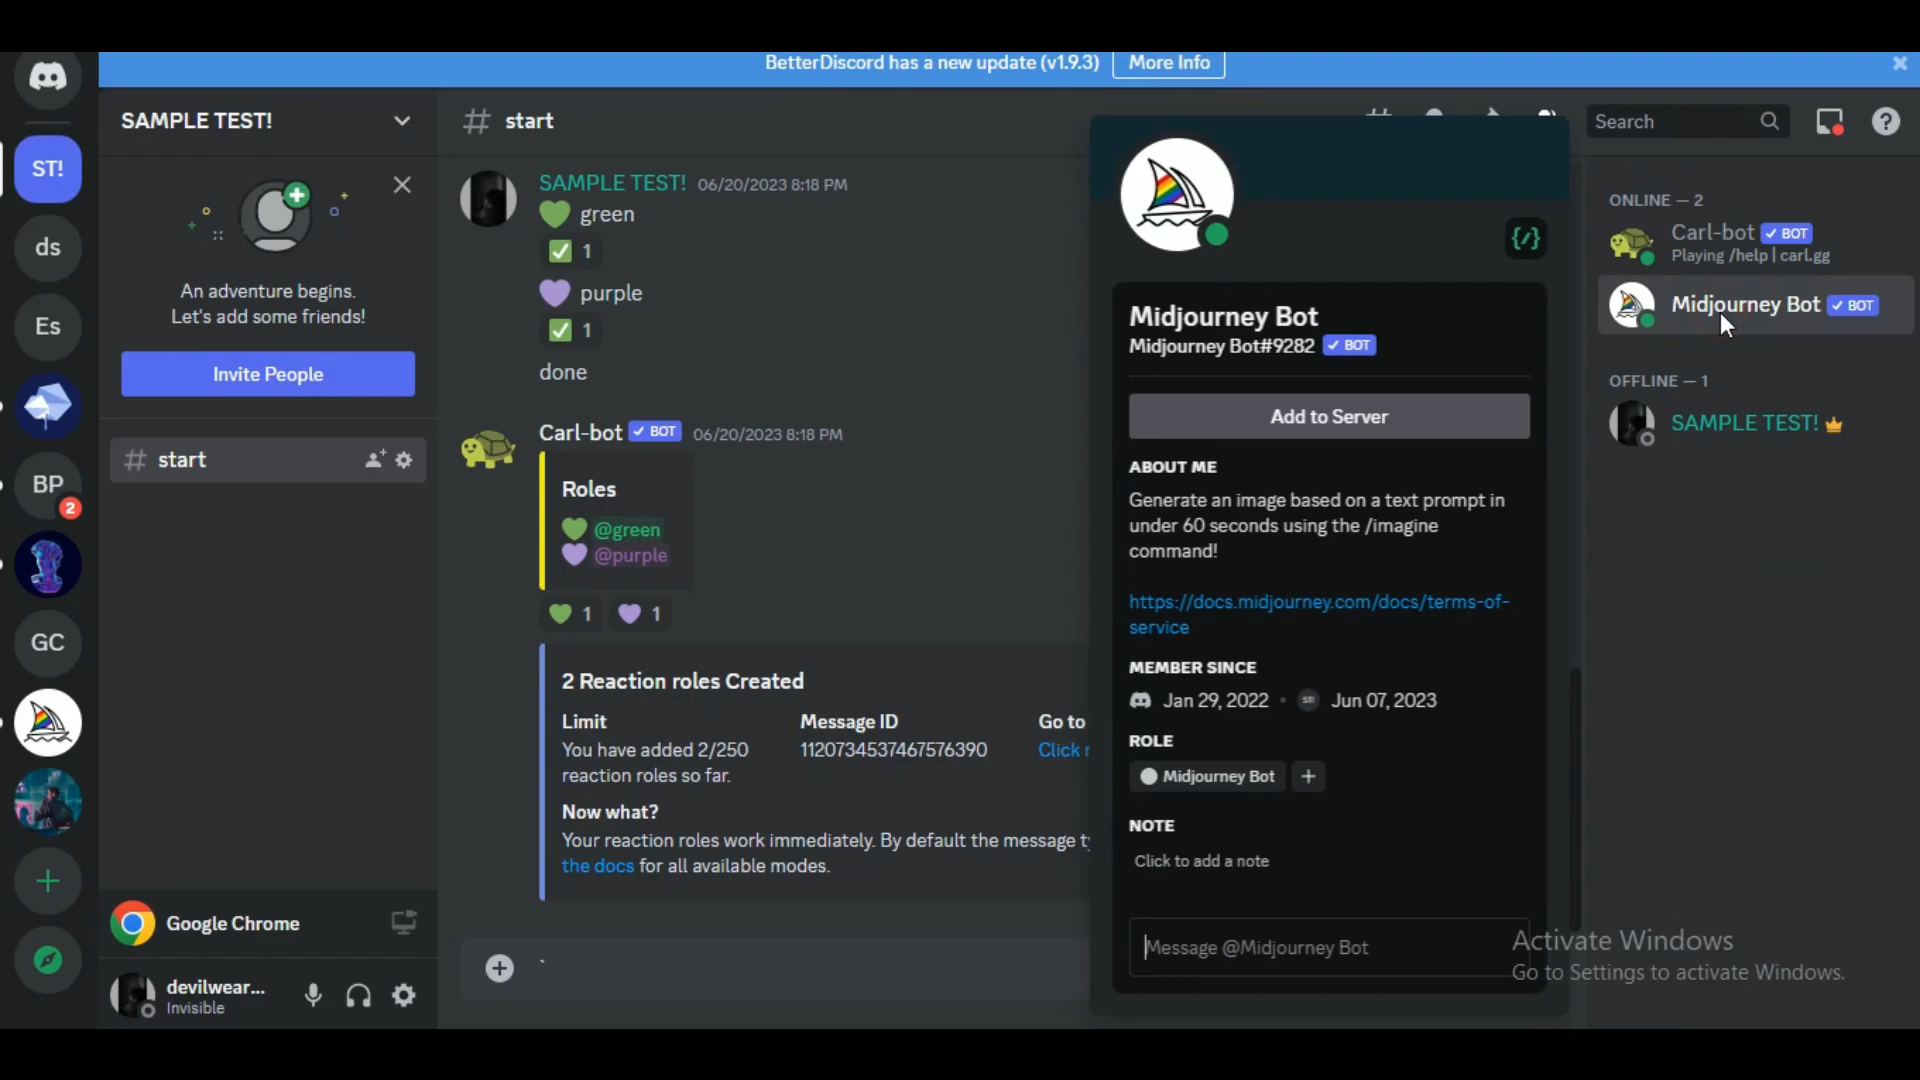 BetterDiscord has a new update (v1.9.3) More Info
SAMPLE TEST!
start
Search
ST!
ds
Es
BP
2
GC
An adventure begins.
Let's add some friends!
Invite People
start
Google Chrome
devilwear...
Invisible
SAMPLE TEST! 06/20/2023 8:18 PM
green
1
purple
1
done
Carl-bot BOT 06/20/2023 8:18 PM
Roles
@green
@purple
1 1
2 Reaction roles Created
Limit Message ID Go to
You have added 2/250 1120734537467576390 Click
reaction roles so far.
Now what?
Your reaction roles work immediately. By default the message
the docs for all available modes.
`
Midjourney Bot
Midjourney Bot#9282 BOT
Add to Server
ABOUT ME
Generate an image based on a text prompt in
under 60 seconds using the /imagine
command!
https://docs.midjourney.com/docs/terms-of-
service
MEMBER SINCE
Jan 29, 2022 • Jun 07, 2023
ROLE
Midjourney Bot +
NOTE
Click to add a note
Message @Midjourney Bot
ONLINE — 2
Carl-bot BOT
Playing /help | carl.gg
Midjourney Bot BOT
OFFLINE — 1
SAMPLE TEST!
Activate Windows
Go to Settings to activate Windows.